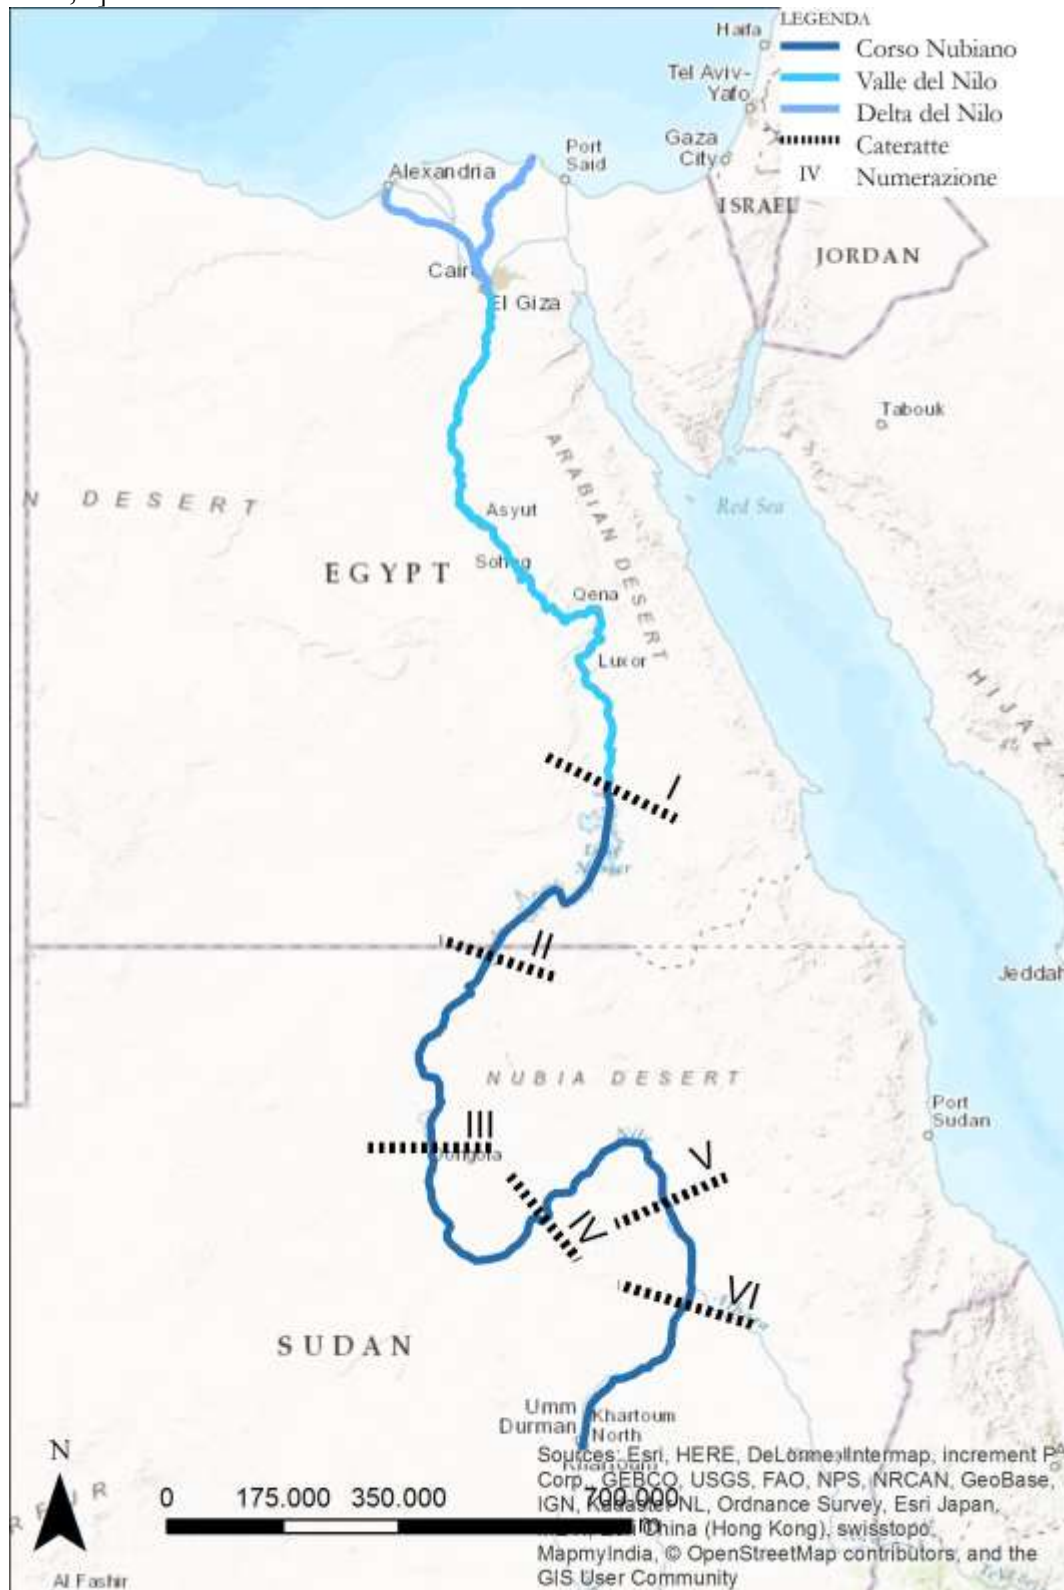 LEGENDA
Corso Nubiano
Valle del Nilo
Delta del Nilo
Cateratte
IV Numerazione
Haifa
Tel Aviv-
Yafo
Gaza
City
Port
Said
Alexandria
ISRAEL
JORDAN
El Giza
Tabouk
ARABIAN DESERT
Red Sea
N DESERT
Asyut
EGYPT
Sohag
Qena
Luxor
HIJAZ
I
II
Jeddah
NUBIA DESERT
Port
Sudan
III
V
IV
VI
SUDAN
Umm
Durman
Khartoum
North
Khartoum
N
0 175.000 350.000 700.000
Sources: Esri, HERE, DeLorme, Intermap, increment P
Corp., GEBCO, USGS, FAO, NPS, NRCAN, GeoBase,
IGN, Kadaster NL, Ordnance Survey, Esri Japan,
China (Hong Kong), swisstopo,
MapmyIndia, © OpenStreetMap contributors, and the
GIS User Community
Al Fashir